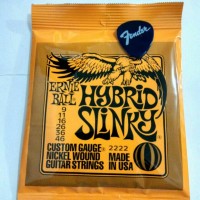 Fender
ERNIE
BALL
HYBRID
SLINKY
9
11
16
26
36
46
2222
CUSTOM GAUGE
NICKEL WOUND
GUITAR STRINGS
MADE
IN USA